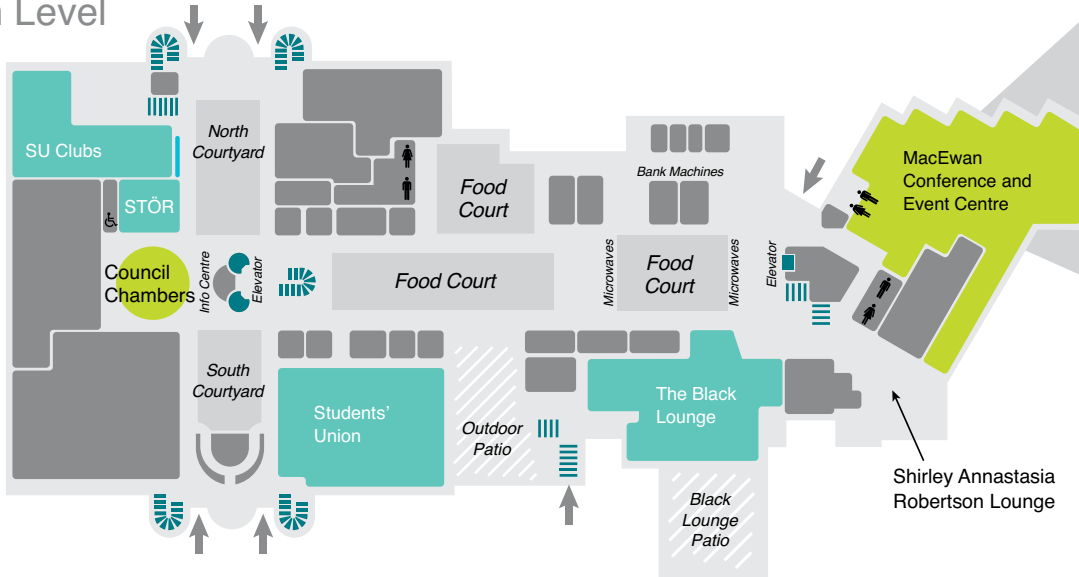 Level
North
Courtyard
SU Clubs
STÖR
Bank Machines
MacEwan
Conference and
Event Centre
Food
Court
Council
Chambers
Info Centre
Elevator
Food Court
Microwaves
Food
Court
Microwaves
Elevator
South
Courtyard
Students’
Union
Outdoor
Patio
The Black
Lounge
Black
Lounge
Patio
Shirley Annastasia
Robertson Lounge